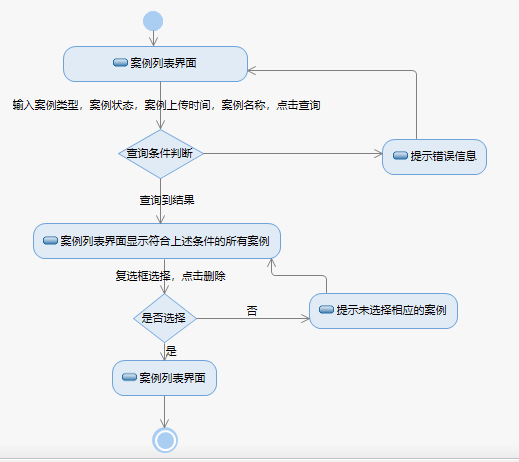 案例列表界面
输入案例类型，案例状态，案例上传时间，案例名称，点击查询
查询条件判断
提示错误信息
查询到结果
案例列表界面显示符合上述条件的所有案例
复选框选择，点击删除
是否选择
否
提示未选择相应的案例
是
案例列表界面